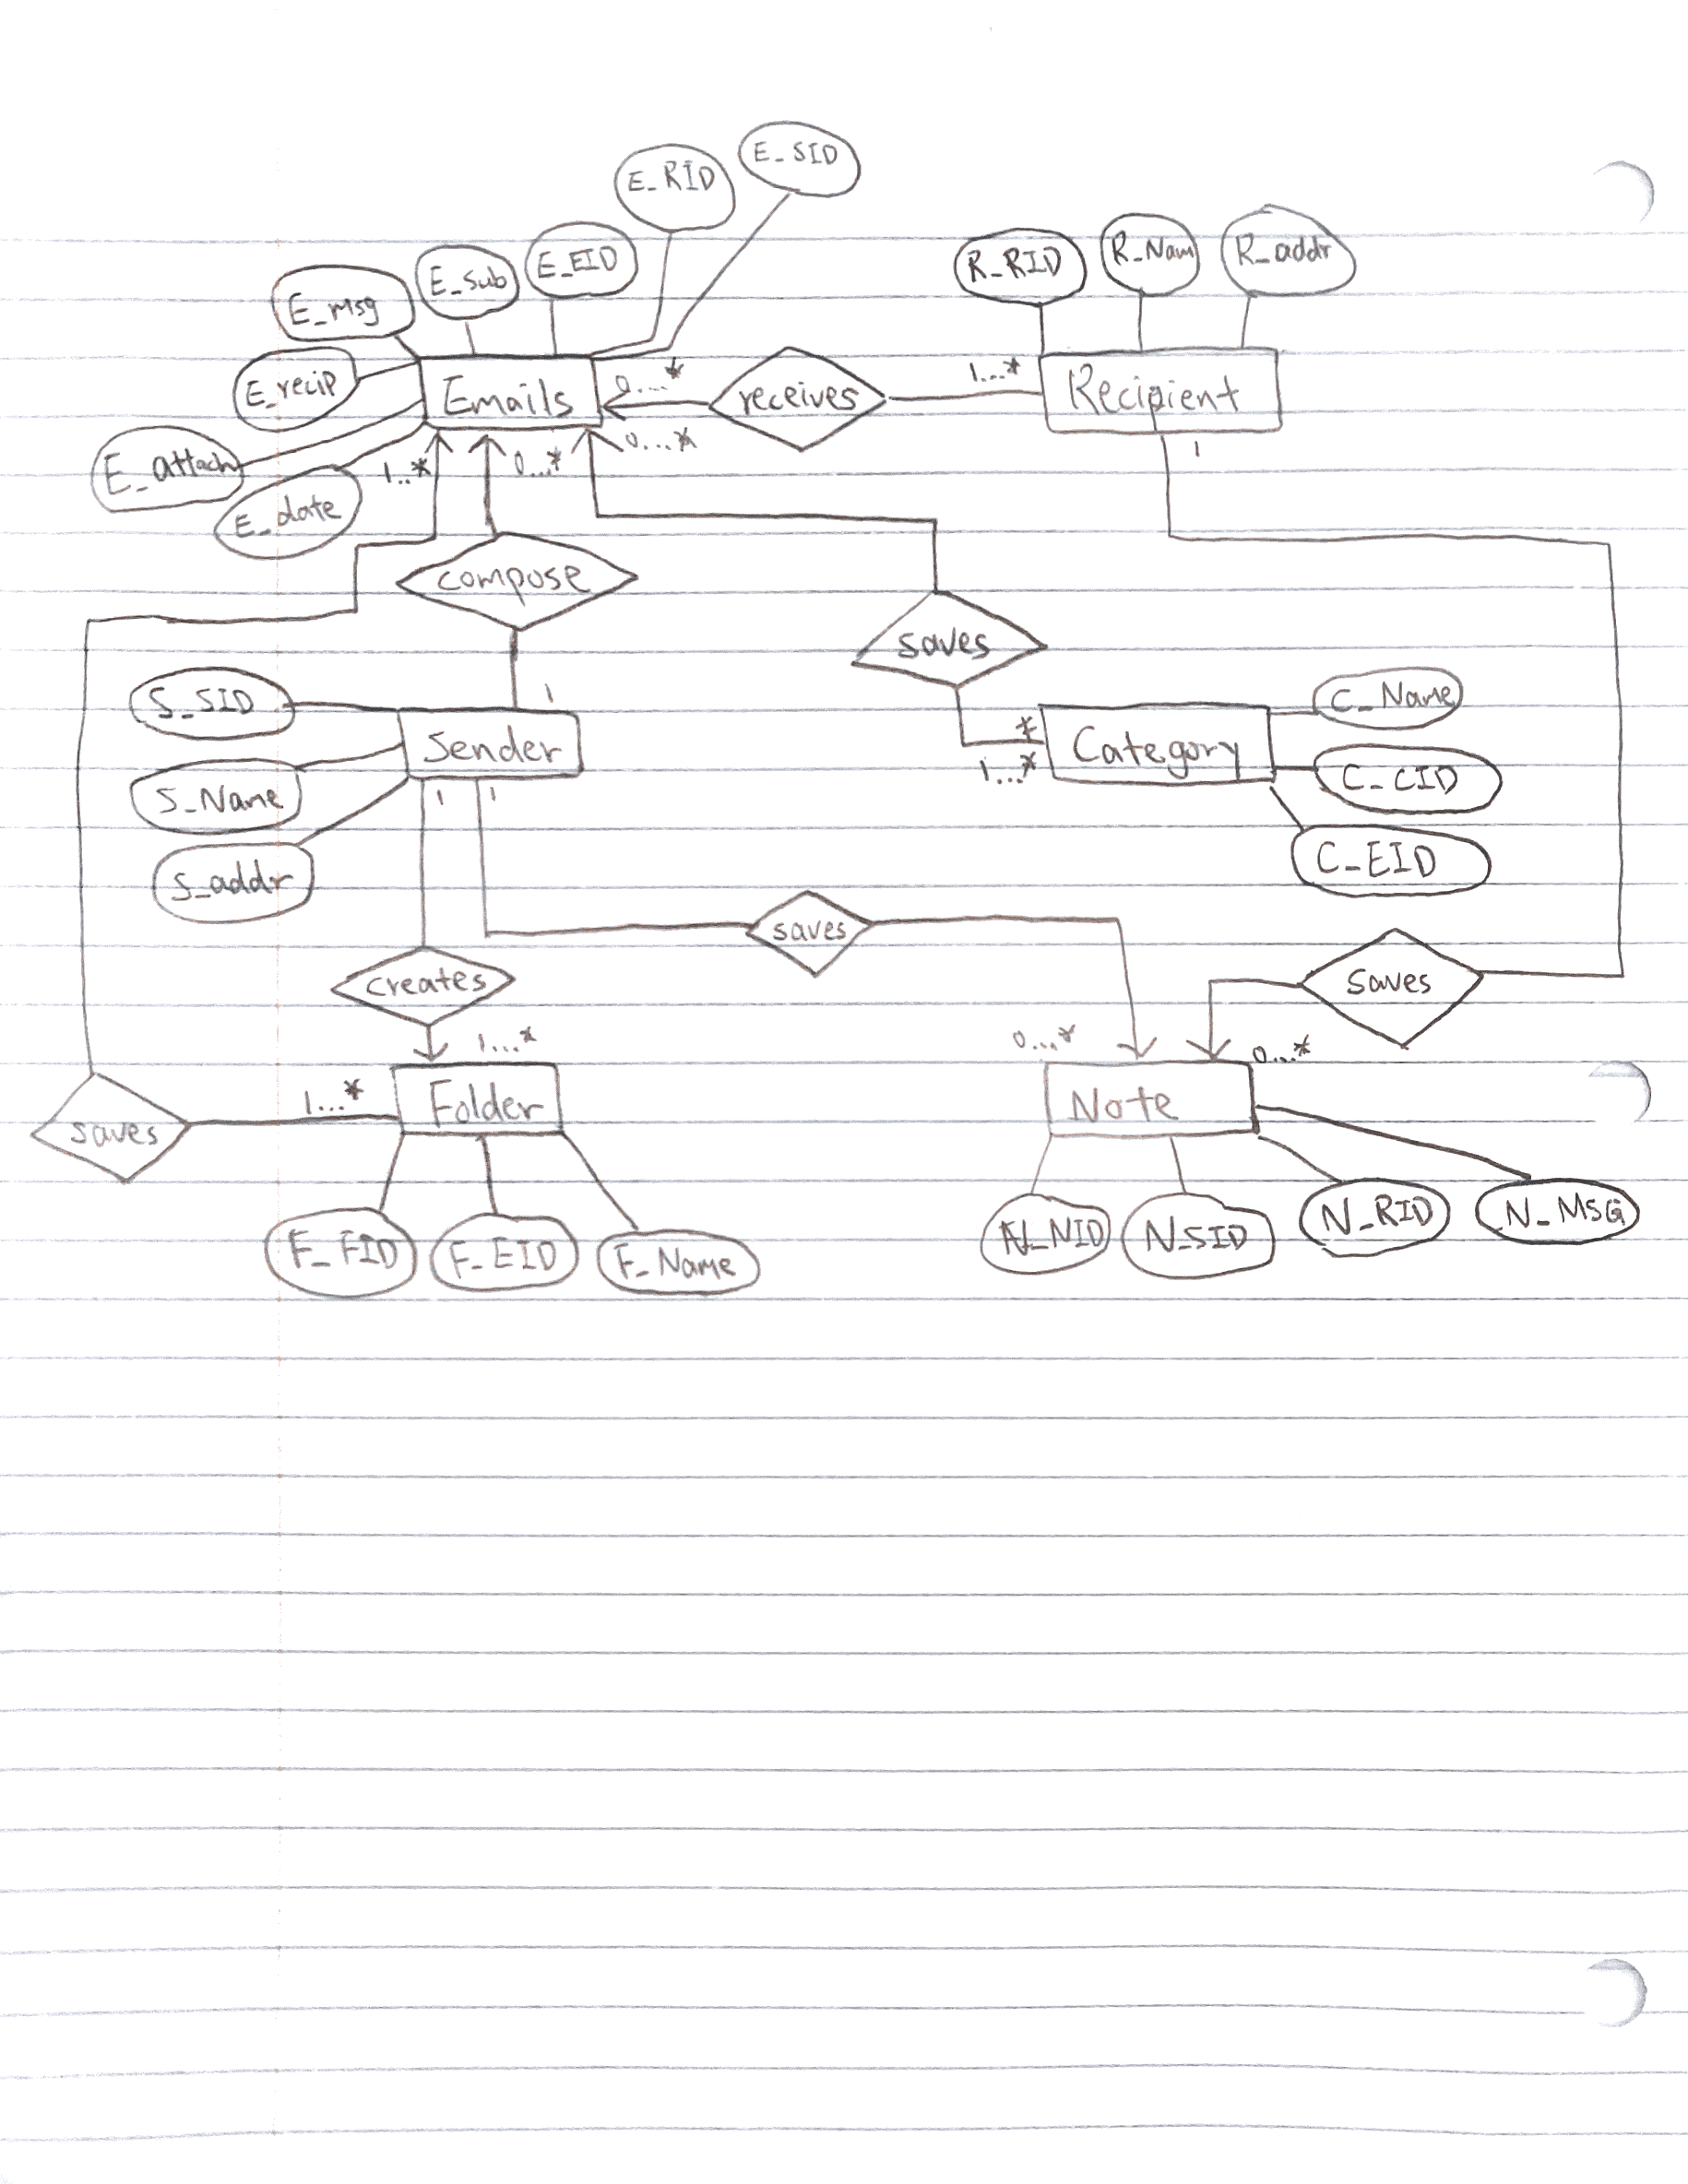 E_SID
E_RID
E_EID
E_sub
E_msg
R_RID
R_Nam
R_addr
E_recip
Emails
0...*
receives
1...*
Recipient
E_attach
1..*
0...*
0...*
1
E_date
compose
saves
S_SID
1
C_Name
Sender
*
Category
1...*
C_CID
S_Name
1
1
S_addr
C_EID
saves
creates
saves
1...*
0...*
0...*
1...*
Folder
Note
saves
F_FID
F_EID
F_Name
N_NID
N_SID
N_RID
N_MSG